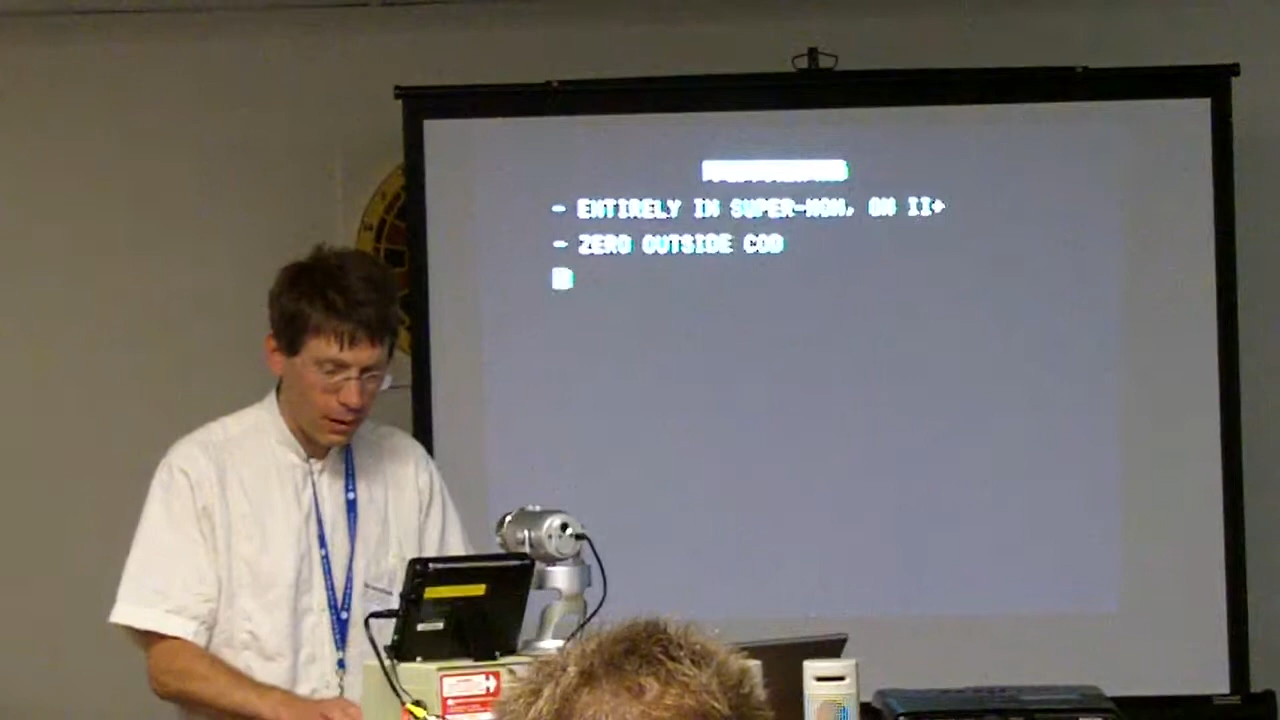 - ENTIRELY IN SUPER-MON, ON II+
- ZERO OUTSIDE COD